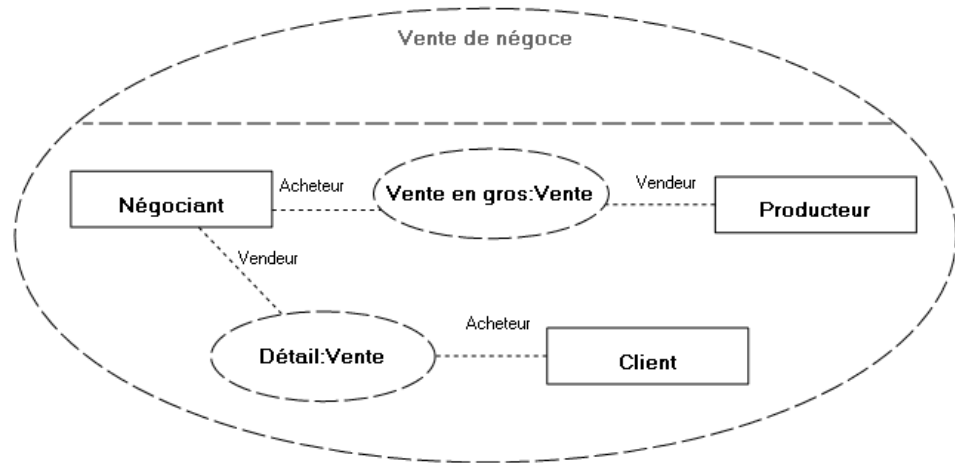 Vente de négoce
Négociant
Acheteur
Vente en gros:Vente
Vendeur
Producteur
Vendeur
Détail:Vente
Acheteur
Client